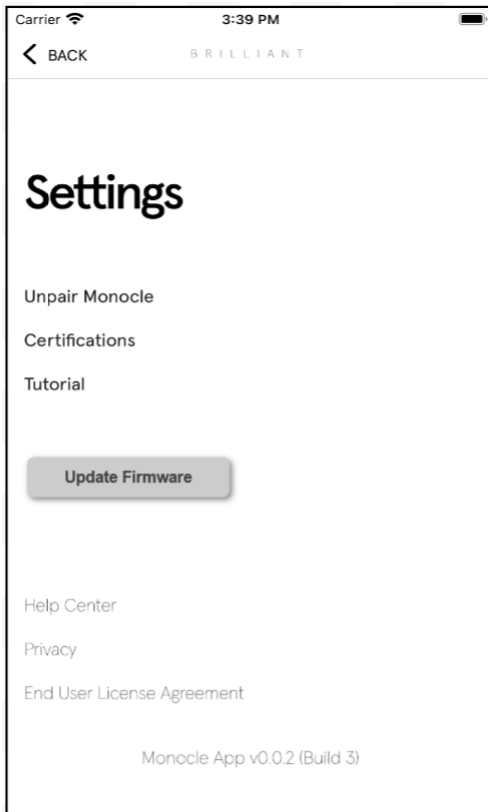 Carrier 3:39 PM
BACK BRILLIANT
Settings
Unpair Monocle
Certifications
Tutorial
Update Firmware
Help Center
Privacy
End User License Agreement
Monocle App v0.0.2 (Build 3)